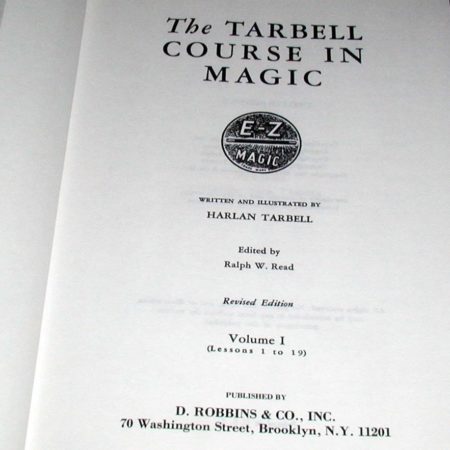 The TARBELL
COURSE IN
MAGIC
E-Z
MAGIC
WRITTEN AND ILLUSTRATED BY
HARLAN TARBELL
Edited by
Ralph W. Read
Revised Edition
Volume I
(Lessons 1 to 19)
PUBLISHED BY
D. ROBBINS & CO., INC.
70 Washington Street, Brooklyn, N.Y. 11201